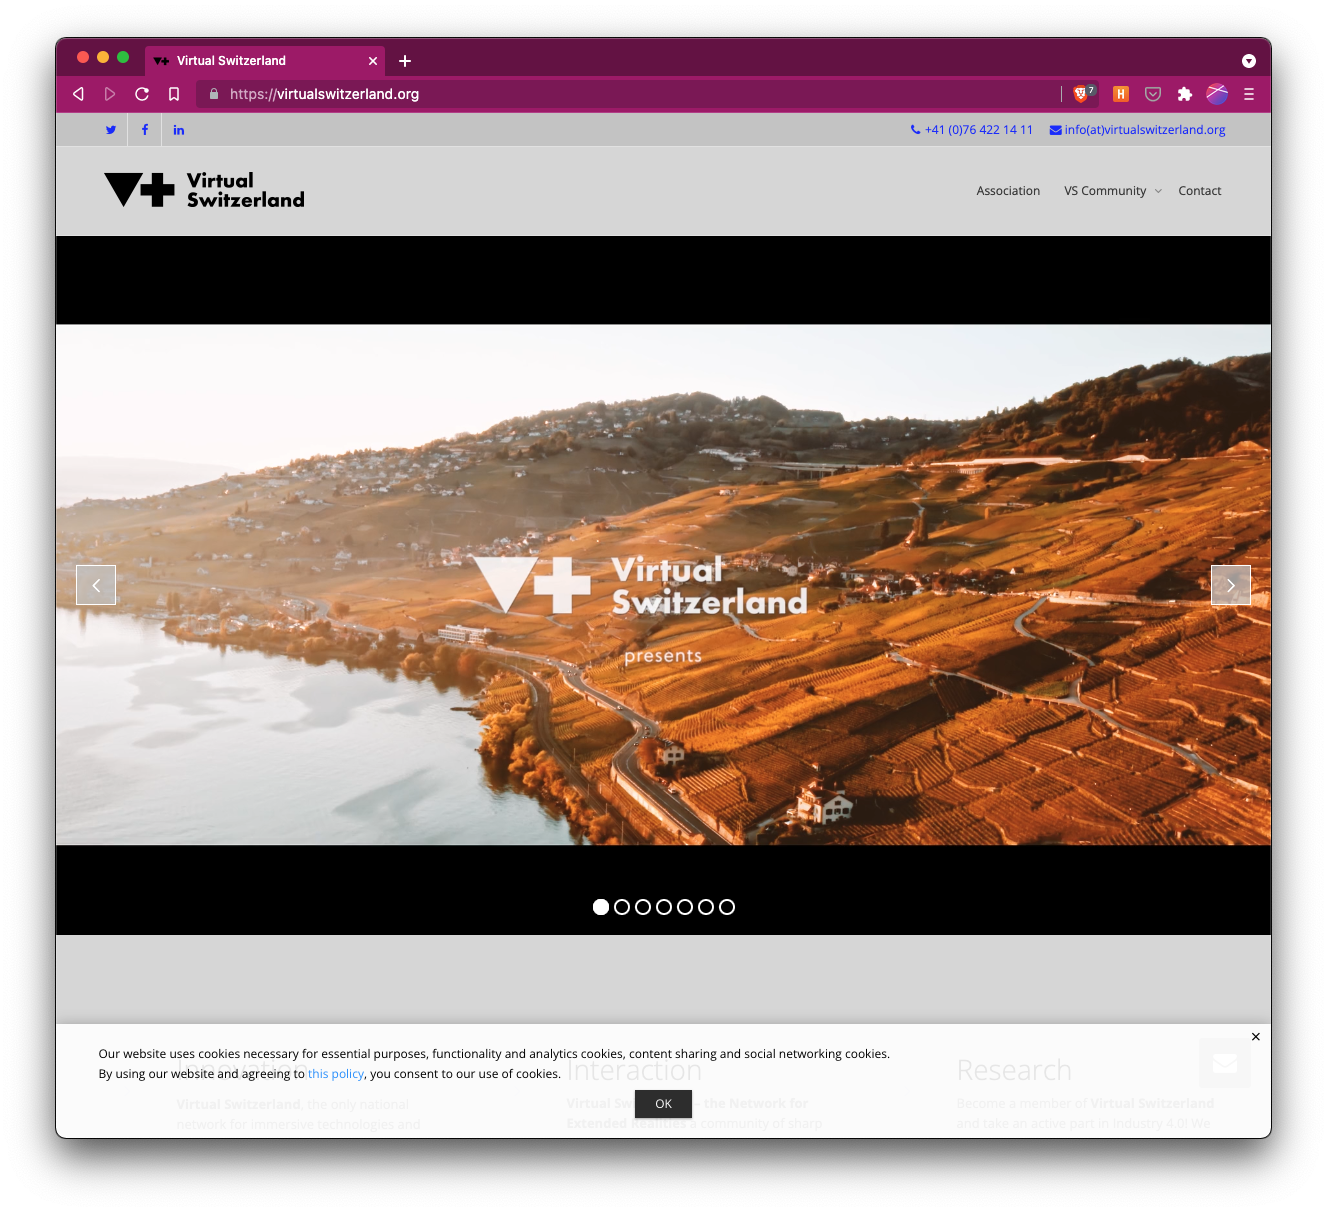 Virtual Switzerland
https://virtualswitzerland.org
7
H
+41 (0)76 422 14 11 info(at)virtualswitzerland.org
Virtual
Switzerland
Association VS Community Contact
Virtual
Switzerland
presents
Our website uses cookies necessary for essential purposes, functionality and analytics cookies, content sharing and social networking cookies.
By using our website and agreeing to this policy, you consent to our use of cookies.
OK
Innovation
Virtual Switzerland, the only national
network for immersive technologies and
Interaction
Virtual Sw - the Network for
Extended Realities a community of sharp
Research
Become a member of Virtual Switzerland
and take an active part in Industry 4.0! We